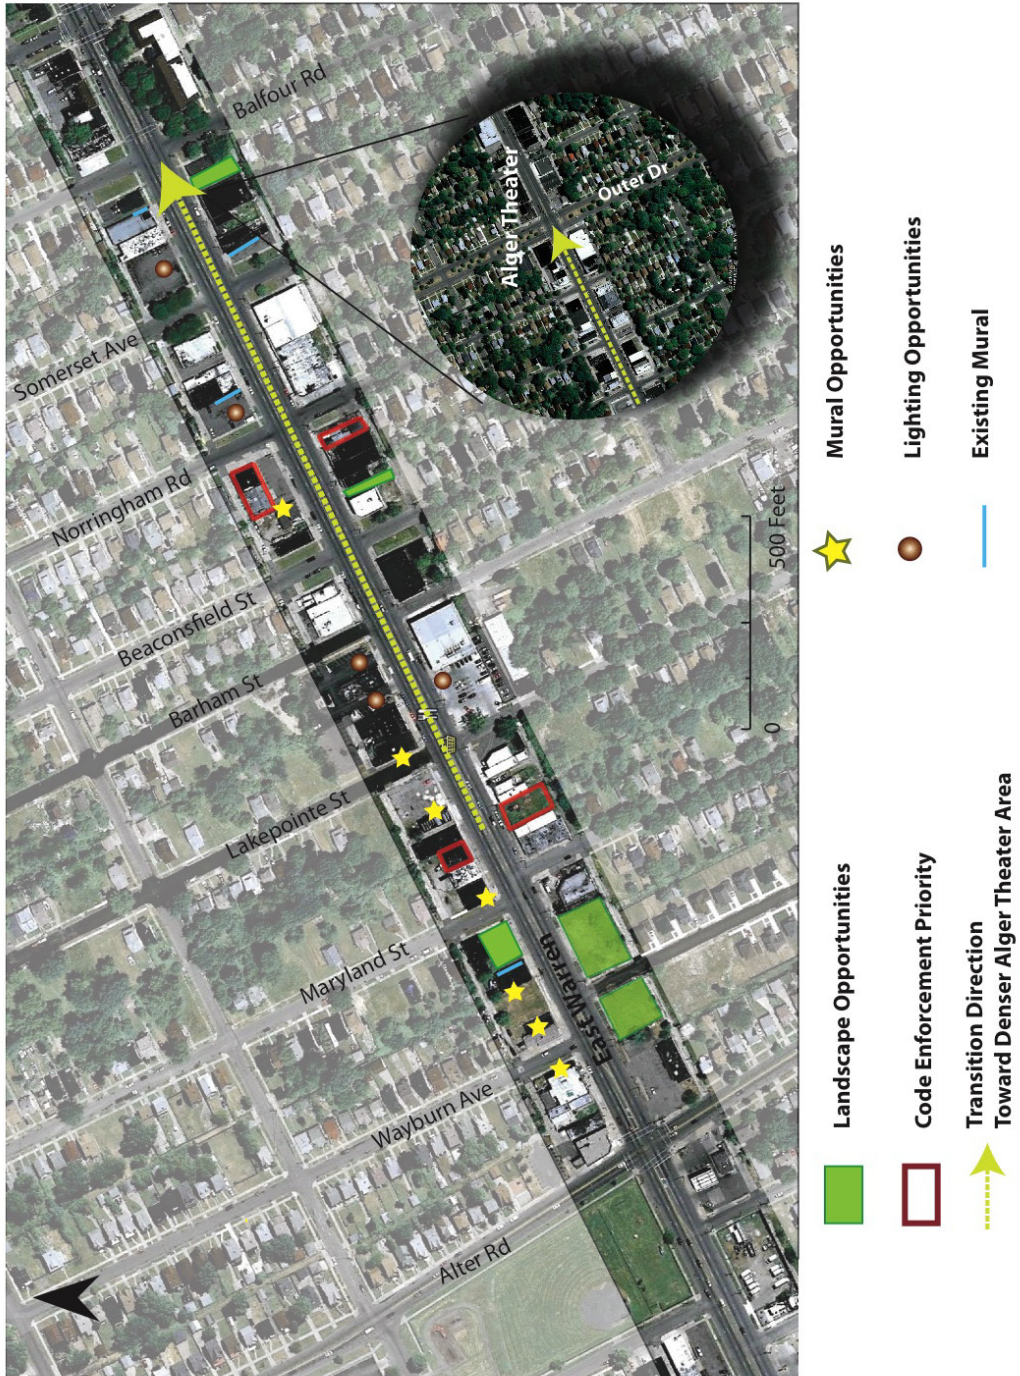 Balfour Rd
Somerset Ave
Norringham Rd
Beaconsfield St
Barham St
Lakepointe St
Maryland St
Wayburn Ave
Alter Rd
East Warren
Alger Theater
Outer Dr
0
500 Feet
Landscape Opportunities
Code Enforcement Priority
Transition Direction
Toward Denser Alger Theater Area
Mural Opportunities
Lighting Opportunities
Existing Mural